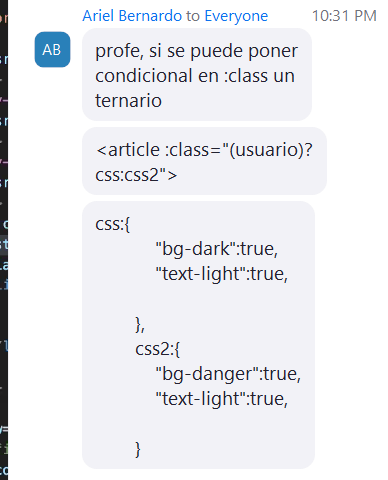 Ariel Bernardo to Everyone 10:31 PM
AB
profe, si se puede poner
condicional en :class un
ternario
<article :class="(usuario)?
css:css2">
css:{
"bg-dark":true,
"text-light":true,
},
css2:{
"bg-danger":true,
"text-light":true,
}